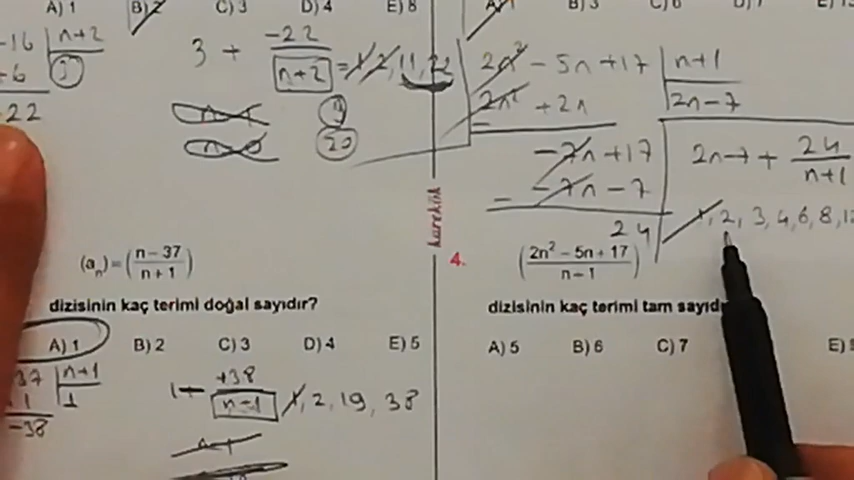 A) 1 B) 2 C) 3 D) 4 E) 8
-16 | n+2
+6
22
3 + -22 / n+2 = 1, 2, 11, 22
20
(aₙ) = ( n − 37 / n + 1 )
dizisinin kaç terimi doğal sayıdır?
A) 1 B) 2 C) 3 D) 4 E) 5
37 | n+1
1
-38
+38 / n-1
1, 2, 19, 38
karekök
B) 3
2n² - 5n + 17 | n+1
2n² + 2n | 2n-7
-7n + 17
- -7n - 7
24
2n-7 + 24 / n+1
1, 2, 3, 4, 6, 8, 12
4. ( 2n² − 5n + 17 / n − 1 )
dizisinin kaç terimi tam
A) 5 B) 6 C) 7